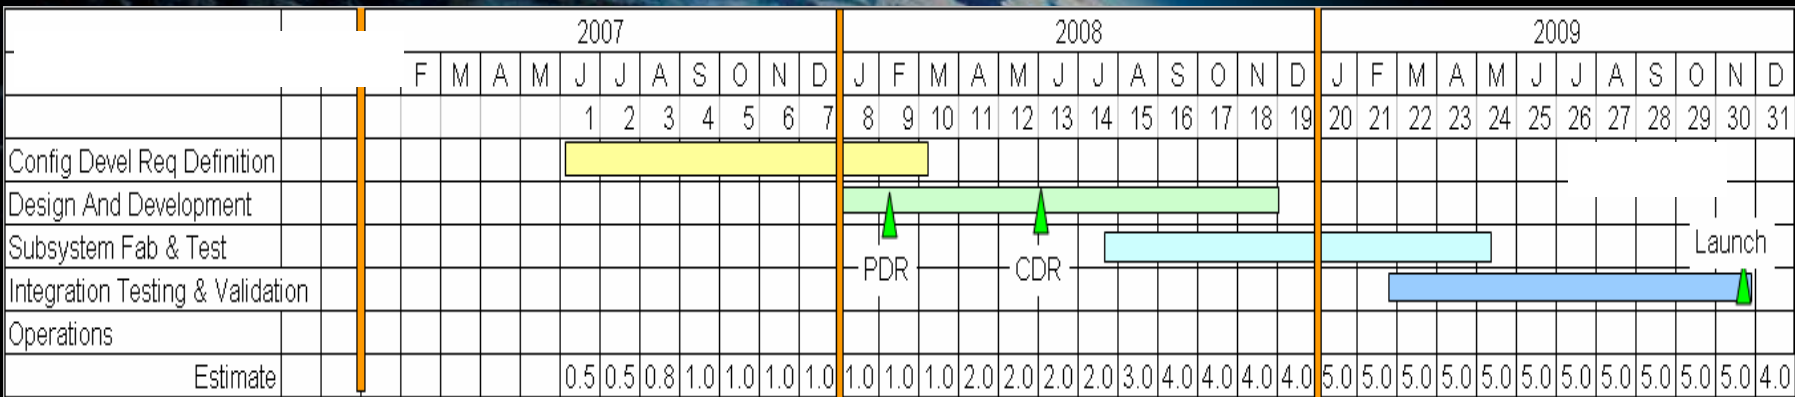 2007 2008 2009
F M A M J J A S O N D J F M A M J J A S O N D J F M A M J J A S O N D
1 2 3 4 5 6 7 8 9 10 11 12 13 14 15 16 17 18 19 20 21 22 23 24 25 26 27 28 29 30 31
Config Devel Req Definition
Design And Development
Subsystem Fab & Test Launch
PDR CDR
Integration Testing & Validation
Operations
Estimate 0.5 0.5 0.8 1.0 1.0 1.0 1.0 1.0 1.0 1.0 2.0 2.0 2.0 2.0 3.0 4.0 4.0 4.0 4.0 5.0 5.0 5.0 5.0 5.0 5.0 5.0 5.0 5.0 5.0 5.0 4.0